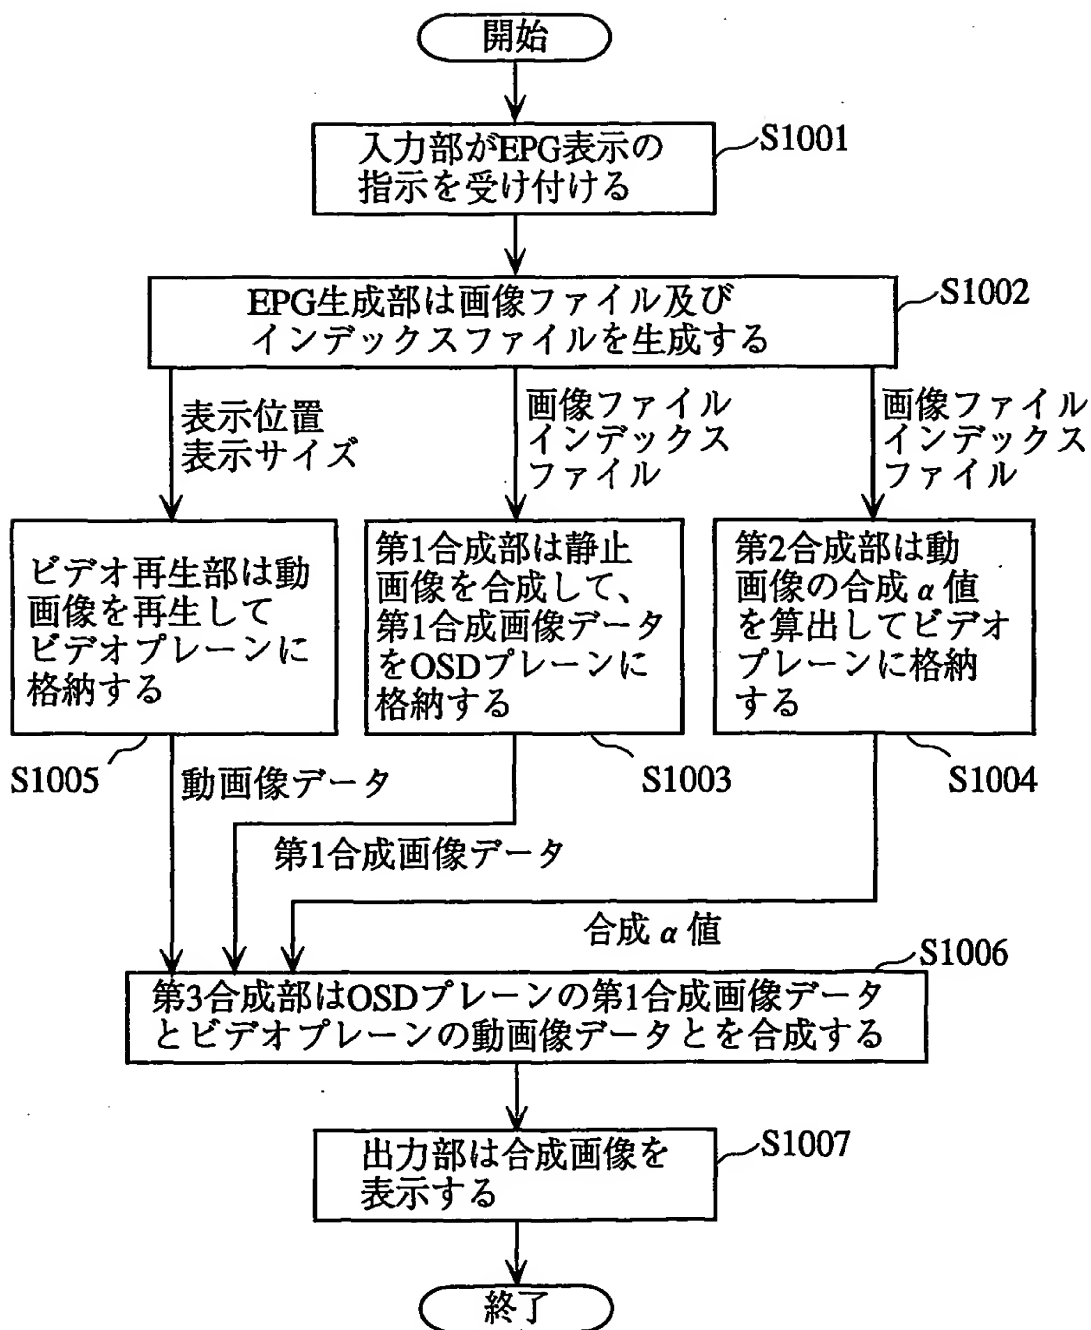 開始
入力部がEPG表示の
指示を受け付ける
S1001
EPG生成部は画像ファイル及び
インデックスファイルを生成する
S1002
表示位置
表示サイズ
画像ファイル
インデックス
ファイル
画像ファイル
インデックス
ファイル
ビデオ再生部は動
画像を再生して
ビデオプレーンに
格納する
S1005
第1合成部は静止
画像を合成して、
第1合成画像データ
をOSDプレーンに
格納する
S1003
第2合成部は動
画像の合成α値
を算出してビデオ
プレーンに格納
する
S1004
動画像データ
第1合成画像データ
合成α値
S1006
第3合成部はOSDプレーンの第1合成画像データ
とビデオプレーンの動画像データとを合成する
出力部は合成画像を
表示する
S1007
終了